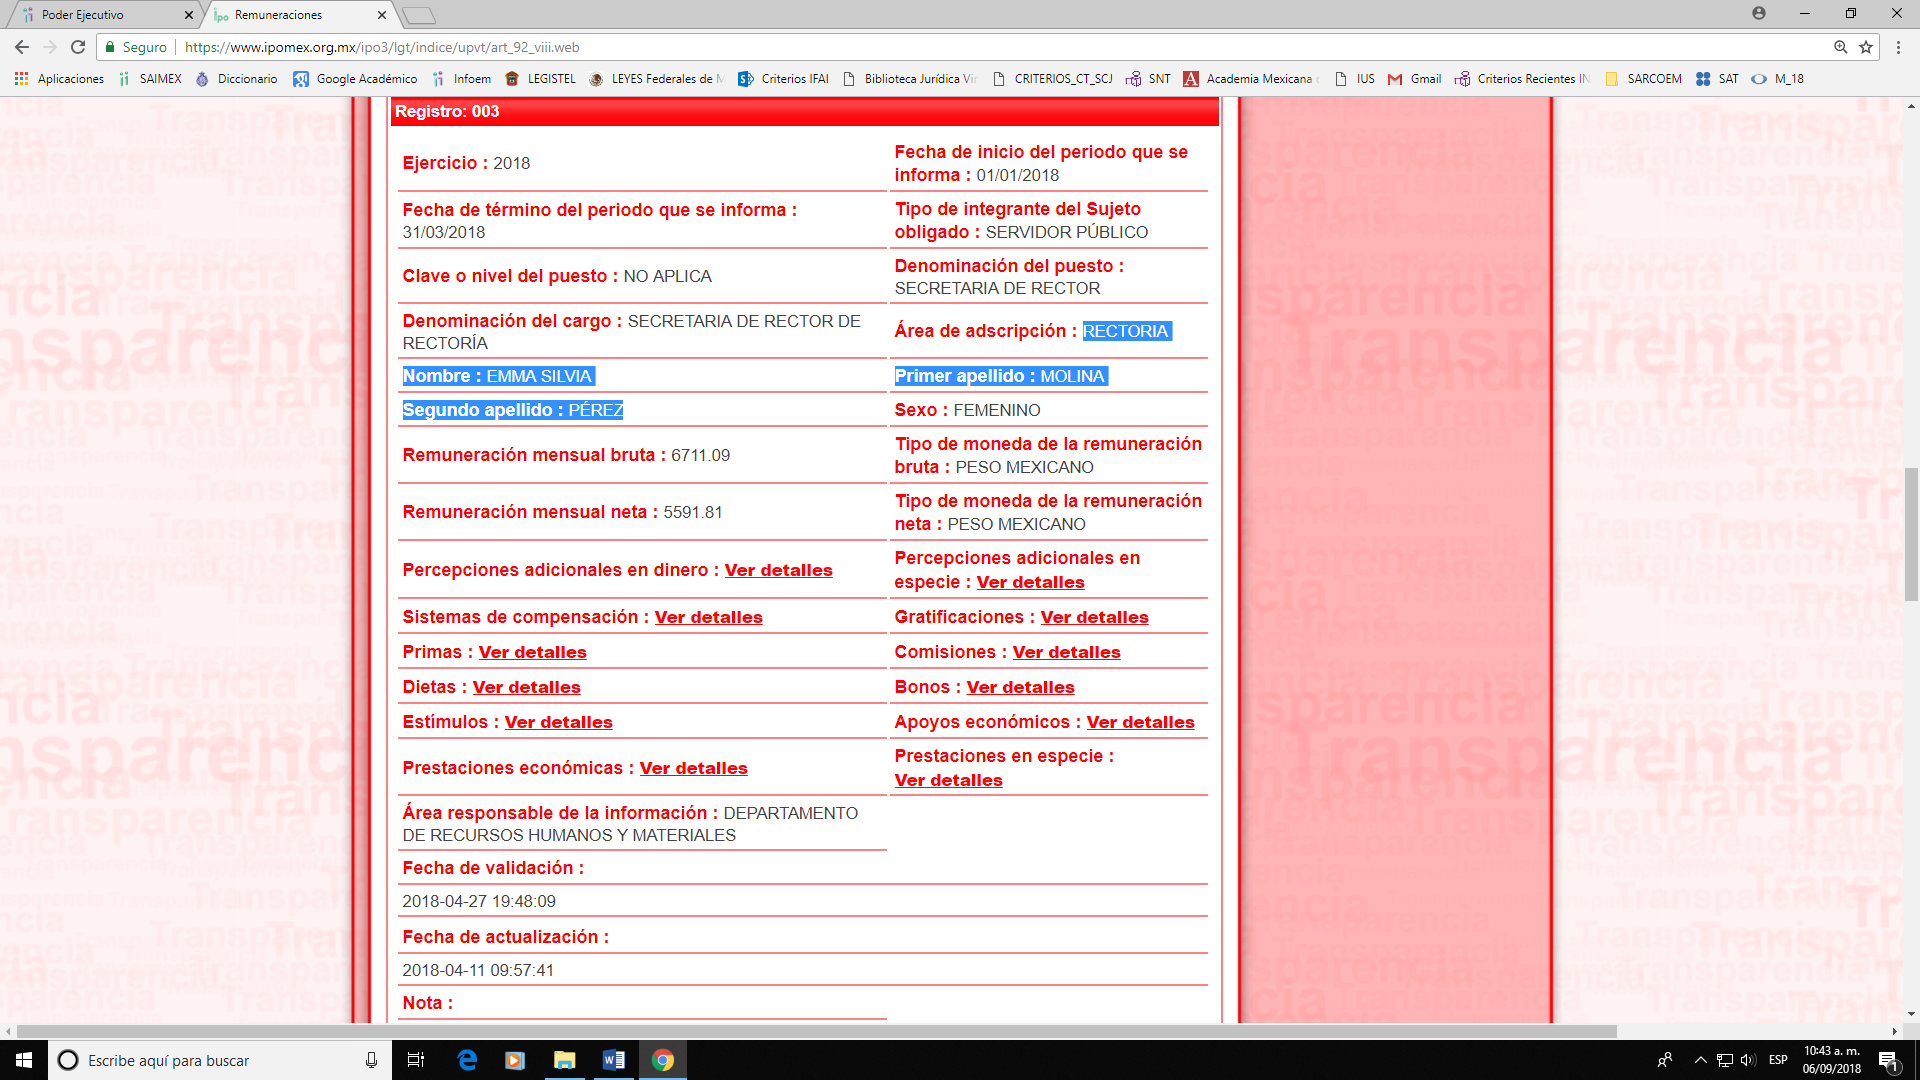 Poder Ejecutivo
Remuneraciones
Seguro
https://www.ipomex.org.mx/ipo3/lgt/indice/upvt/art_92_viii.web
Aplicaciones
SAIMEX
Diccionario
Google Académico
Infoem
LEGISTEL
LEYES Federales de M
Criterios IFAI
Biblioteca Jurídica Vir
CRITERIOS_CT_SCJ
SNT
Academia Mexicana
IUS
Gmail
Criterios Recientes IN
SARCOEM
SAT
M_18
Registro: 003
Ejercicio : 2018
Fecha de inicio del periodo que se
informa : 01/01/2018
Fecha de término del periodo que se informa :
31/03/2018
Tipo de integrante del Sujeto
obligado : SERVIDOR PÚBLICO
Clave o nivel del puesto : NO APLICA
Denominación del puesto :
SECRETARIA DE RECTOR
Denominación del cargo : SECRETARIA DE RECTOR DE
RECTORÍA
Área de adscripción : RECTORIA
Nombre : EMMA SILVIA
Primer apellido : MOLINA
Segundo apellido : PÉREZ
Sexo : FEMENINO
Remuneración mensual bruta : 6711.09
Tipo de moneda de la remuneración
bruta : PESO MEXICANO
Remuneración mensual neta : 5591.81
Tipo de moneda de la remuneración
neta : PESO MEXICANO
Percepciones adicionales en dinero : Ver detalles
Percepciones adicionales en
especie : Ver detalles
Sistemas de compensación : Ver detalles
Gratificaciones : Ver detalles
Primas : Ver detalles
Comisiones : Ver detalles
Dietas : Ver detalles
Bonos : Ver detalles
Estímulos : Ver detalles
Apoyos económicos : Ver detalles
Prestaciones económicas : Ver detalles
Prestaciones en especie :
Ver detalles
Área responsable de la información : DEPARTAMENTO
DE RECURSOS HUMANOS Y MATERIALES
Fecha de validación :
2018-04-27 19:48:09
Fecha de actualización :
2018-04-11 09:57:41
Nota :
Transparencia
Escribe aquí para buscar
ESP
10:43 a. m.
06/09/2018
1